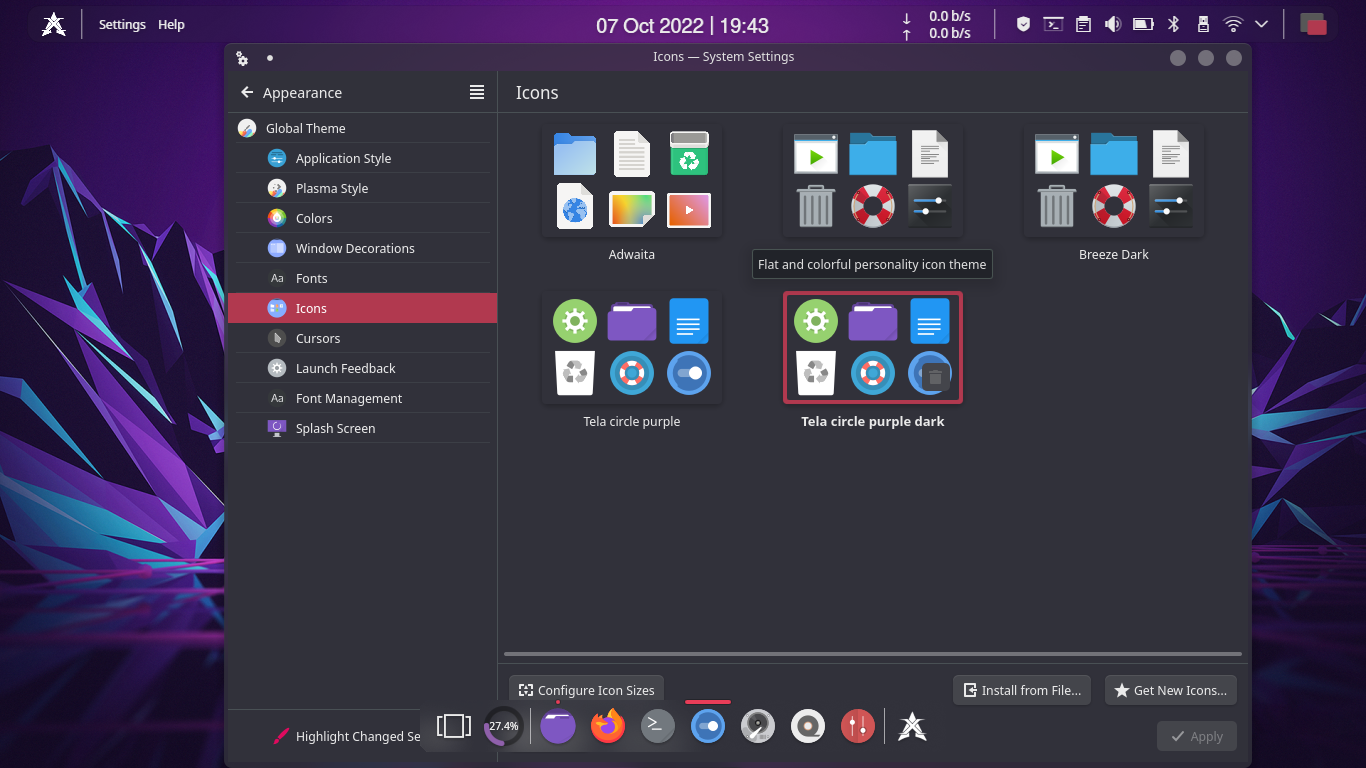 Settings Help
07 Oct 2022 | 19:43
↓ 0.0 b/s
↑ 0.0 b/s
Icons — System Settings
Appearance
Icons
Global Theme
Application Style
Plasma Style
Colors
Window Decorations
Aa Fonts
Icons
Cursors
Launch Feedback
Aa Font Management
Splash Screen
Adwaita
Breeze Dark
Flat and colorful personality icon theme
Tela circle purple
Tela circle purple dark
Configure Icon Sizes
Install from File...
Get New Icons...
Highlight Changed Se
27.4%
Apply